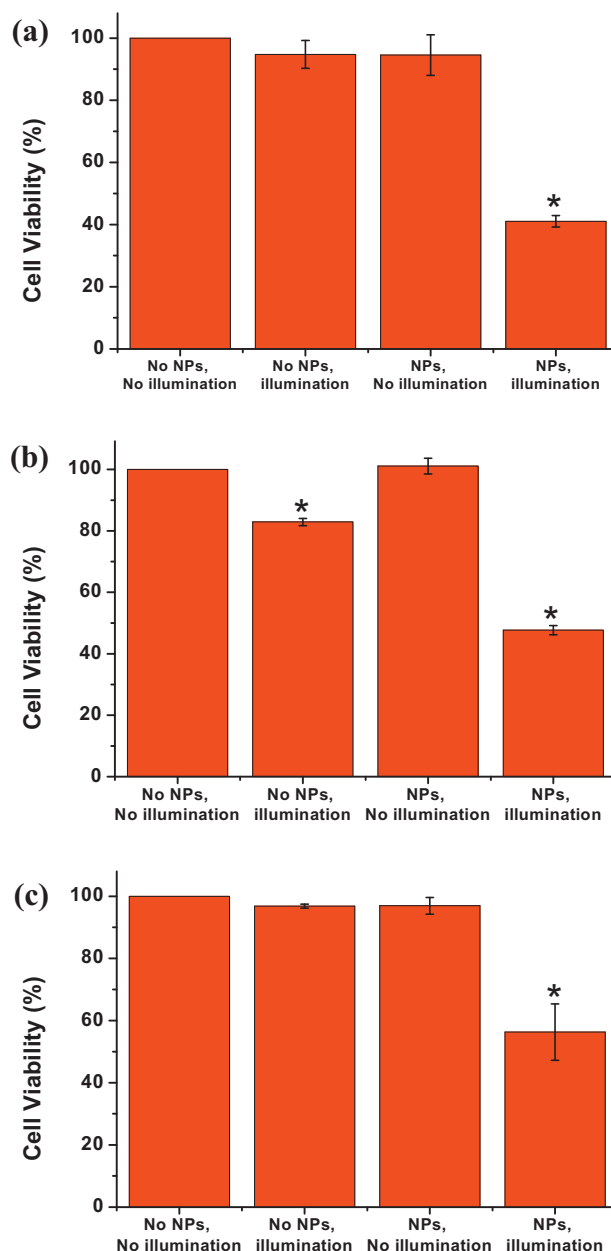 (a)
Cell Viability (%)
100
80
60
40
20
0
*
No NPs,
No illumination
No NPs,
illumination
NPs,
No illumination
NPs,
illumination
(b)
Cell Viability (%)
100
80
60
40
20
0
*
*
No NPs,
No illumination
No NPs,
illumination
NPs,
No illumination
NPs,
illumination
(c)
Cell Viability (%)
100
80
60
40
20
0
*
No NPs,
No illumination
No NPs,
illumination
NPs,
No illumination
NPs,
illumination